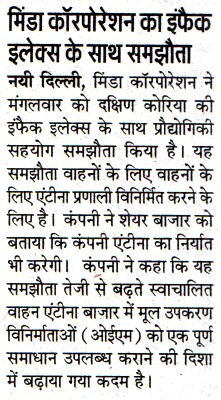 मिंडा कॉरपोरेशन का इंफैक
इलेक्स के साथ समझौता
नयी दिल्ली, मिंडा कॉरपोरेशन ने
मंगलवार को दक्षिण कोरिया की
इंफैक इलेक्स के साथ प्रौद्योगिकी
सहयोग समझौता किया है। यह
समझौता वाहनों के लिए वाहनों के
लिए एंटीना प्रणाली विनिर्मित करने के
लिए है। कंपनी ने शेयर बाजार को
बताया कि कंपनी एंटीना का निर्यात
भी करेगी। कंपनी ने कहा कि यह
समझौता तेजी से बढ़ते स्वाचालित
वाहन एंटीना बाजार में मूल उपकरण
विनिर्माताओं (ओईएम) को एक पूर्ण
समाधान उपलब्ध कराने की दिशा
में बढ़ाया गया कदम है।